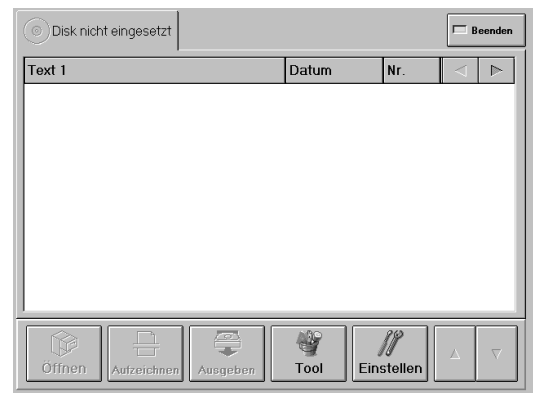 Disk nicht eingesetzt
Beenden
Text 1 Datum Nr.
Öffnen Aufzeichnen Ausgeben Tool Einstellen